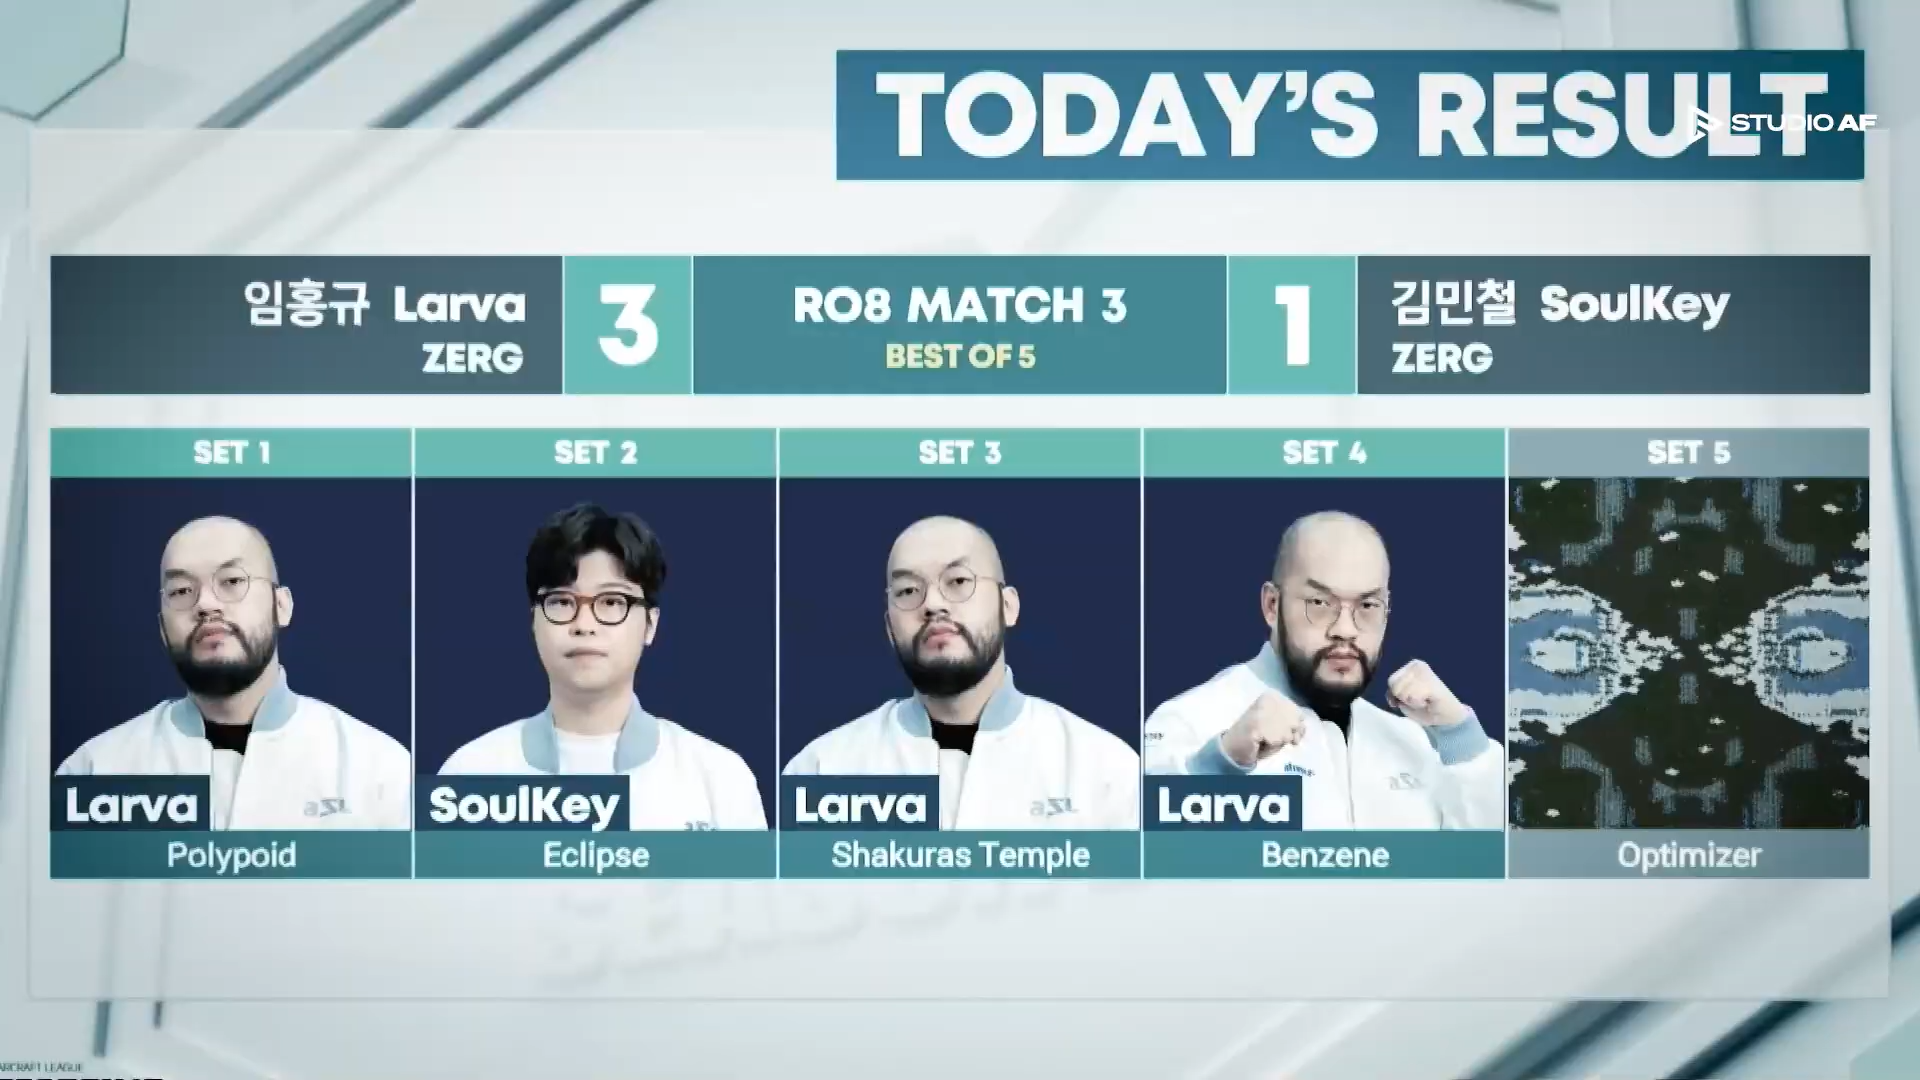 TODAY'S RESULT
STUDIO AF
임홍규 Larva
ZERG
3
RO8 MATCH 3
BEST OF 5
1
김민철 SoulKey
ZERG
SET 1
SET 2
SET 3
SET 4
SET 5
Larva
SoulKey
Larva
Larva
Polypoid
Eclipse
Shakuras Temple
Benzene
Optimizer